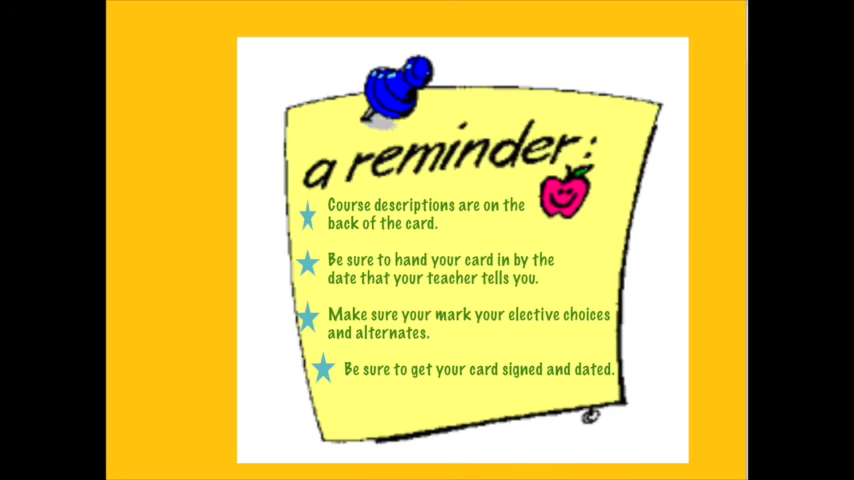 a reminder:
Course descriptions are on the
back of the card.
Be sure to hand your card in by the
date that your teacher tells you.
Make sure your mark your elective choices
and alternates.
Be sure to get your card signed and dated.
©